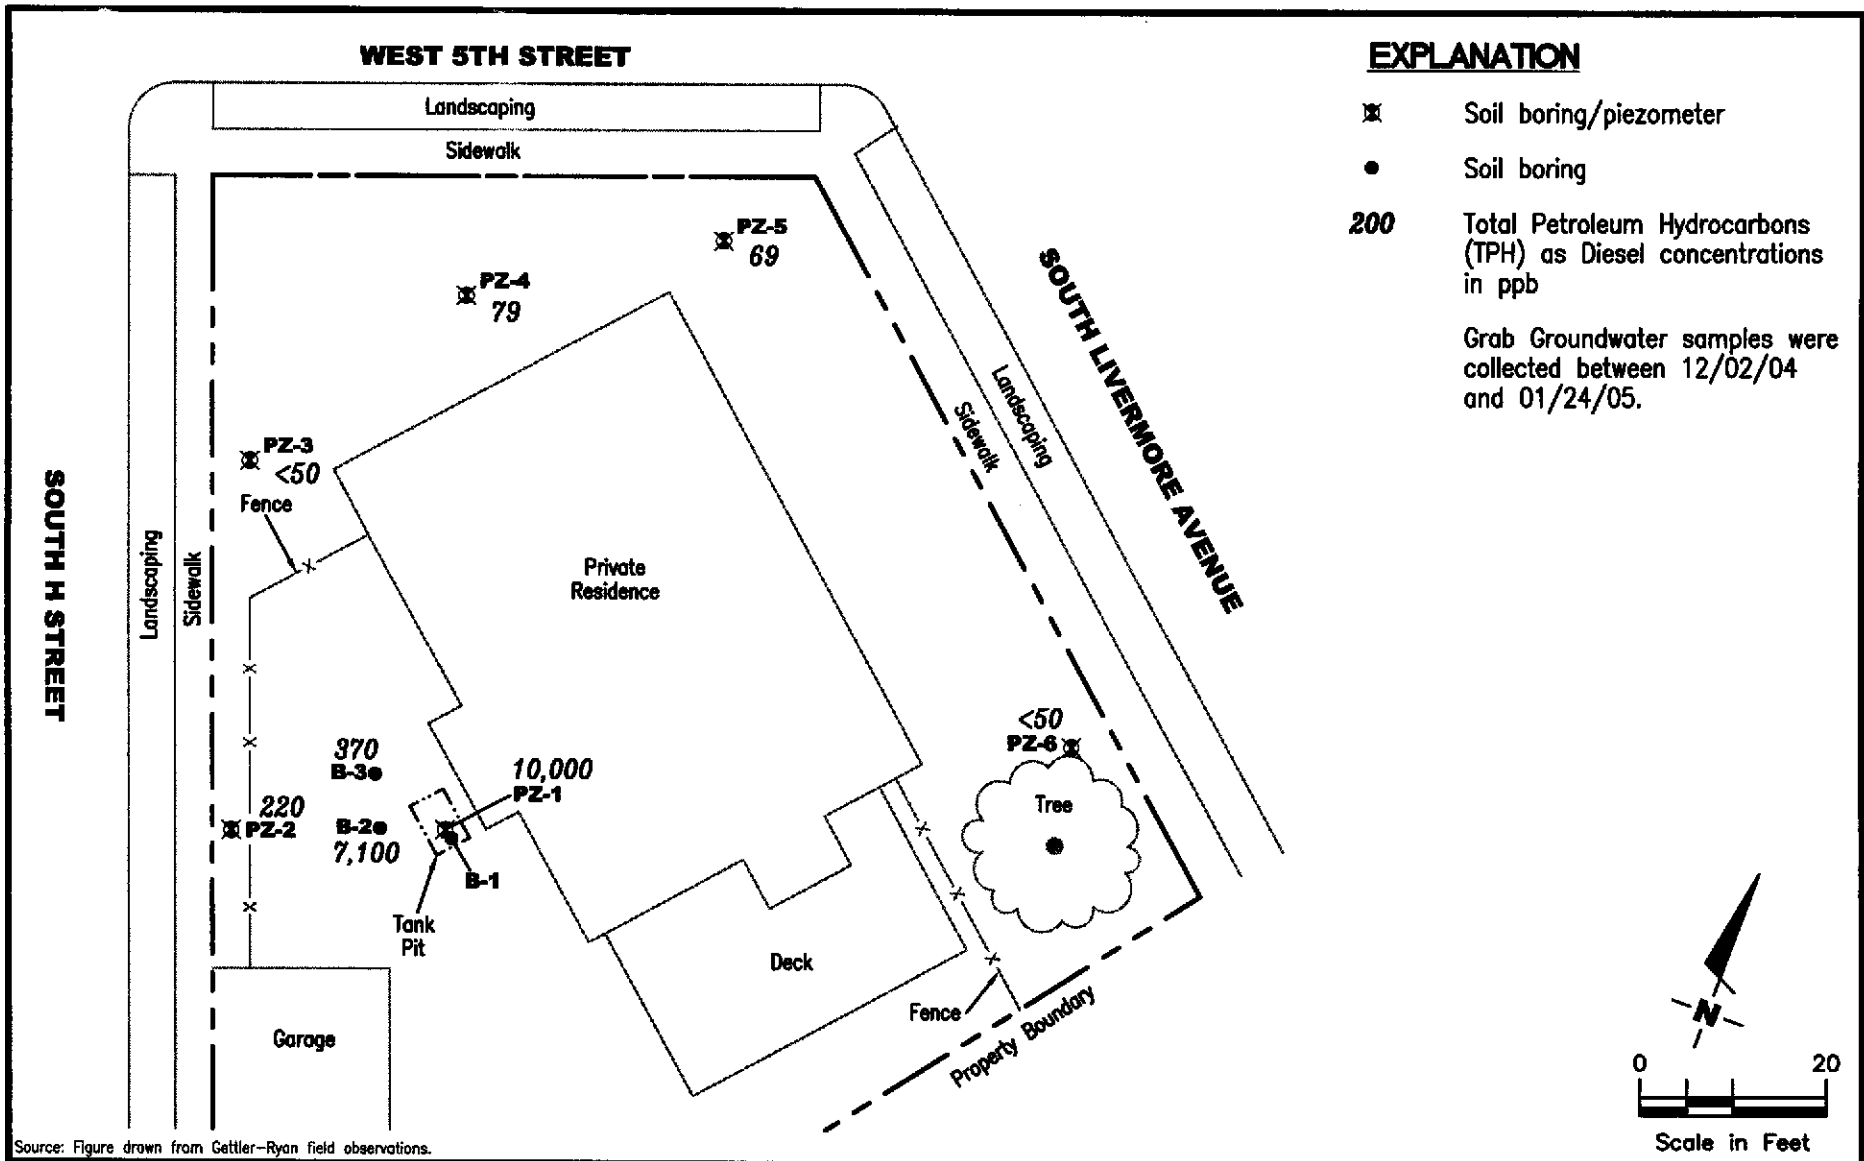 WEST 5TH STREET
Landscaping
Sidewalk
EXPLANATION
Soil boring/piezometer
Soil boring
200 Total Petroleum Hydrocarbons
(TPH) as Diesel concentrations
in ppb
Grab Groundwater samples were
collected between 12/02/04
and 01/24/05.
PZ-5
69
PZ-4
79
PZ-3
<50
Fence
SOUTH H STREET
Landscaping
Sidewalk
Private
Residence
SOUTH LIVERMORE AVENUE
Sidewalk
Landscaping
370
B-3
10,000
PZ-1
220
PZ-2
B-2
7,100
B-1
Tank
Pit
<50
PZ-6
Tree
Deck
Fence
Property Boundary
Garage
N
0 20
Scale in Feet
Source: Figure drawn from Gettler-Ryan field observations.